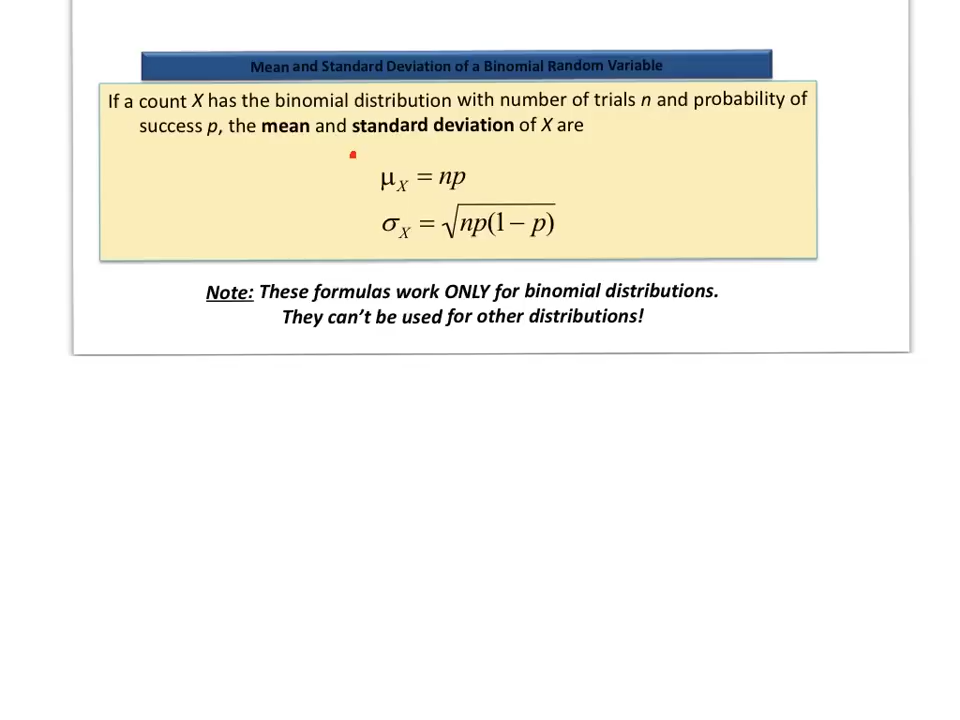 Mean and Standard Deviation of a Binomial Random Variable
If a count X has the binomial distribution with number of trials n and probability of
success p, the mean and standard deviation of X are
μ_X = np
σ_X = √(np(1 − p))
Note: These formulas work ONLY for binomial distributions.
They can't be used for other distributions!